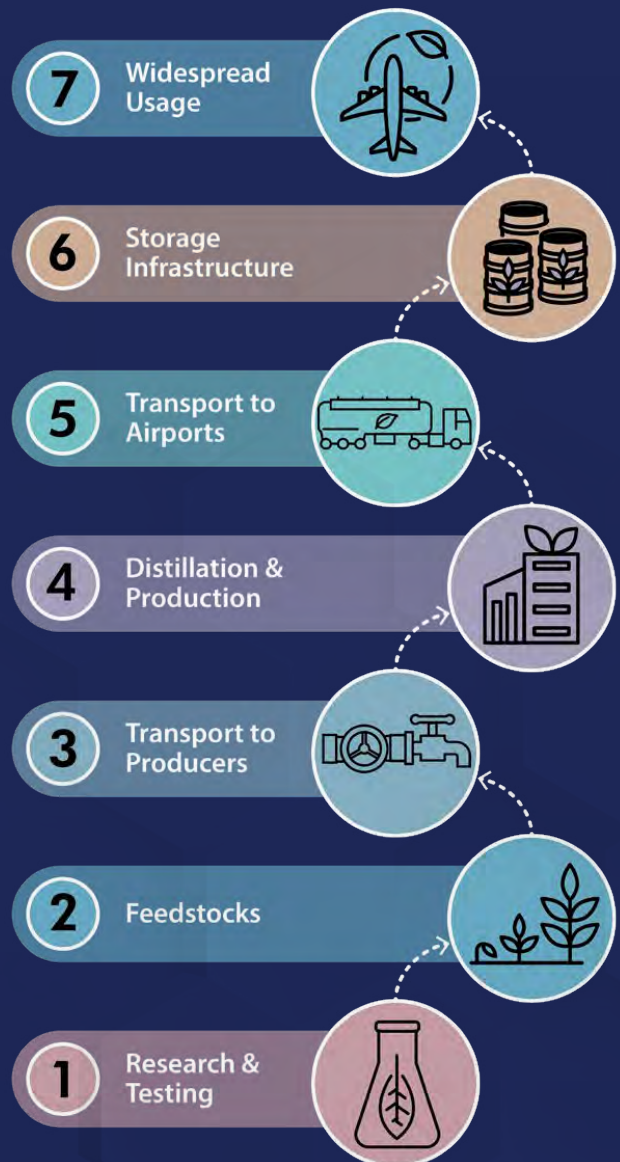 7
Widespread
Usage
6
Storage
Infrastructure
5
Transport to
Airports
4
Distillation &
Production
3
Transport to
Producers
2
Feedstocks
1
Research &
Testing